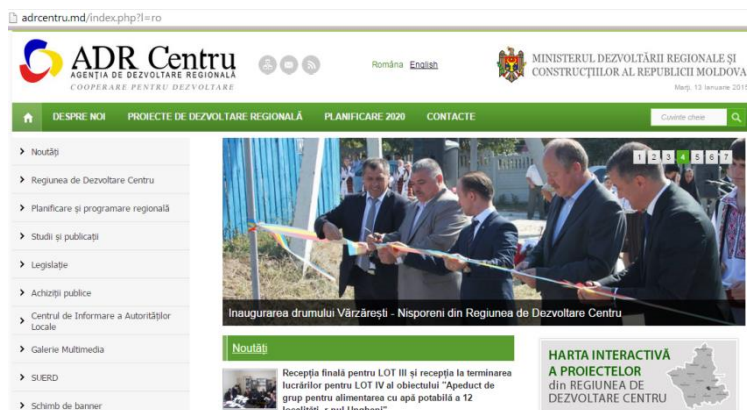 adrcentru.md/index.php?l=ro
ADR Centru
AGENȚIA DE DEZVOLTARE REGIONALĂ
COOPERARE PENTRU DEZVOLTARE
Româna English
MINISTERUL DEZVOLTĂRII REGIONALE ȘI
CONSTRUCȚIILOR AL REPUBLICII MOLDOVA
Marți, 13 Ianuarie 2015
DESPRE NOI PROIECTE DE DEZVOLTARE REGIONALĂ PLANIFICARE 2020 CONTACTE
Cuvinte cheie
Noutăți
Regiunea de Dezvoltare Centru
Planificare și programare regională
Studii și publicații
Legislație
Achiziții publice
Centrul de Informare a Autorităților
Locale
Galerie Multimedia
SUERD
Schimb de banner
1 2 3 4 5 6 7
Inaugurarea drumului Vărzărești - Nisporeni din Regiunea de Dezvoltare Centru
Noutăți
Recepția finală pentru LOT III și recepția la terminarea
lucrărilor pentru LOT IV al obiectului "Apeduct de
grup pentru alimentarea cu apă potabilă a 12
localități, r-nul Ungheni"
HARTA INTERACTIVĂ
A PROIECTELOR
din REGIUNEA DE
DEZVOLTARE CENTRU